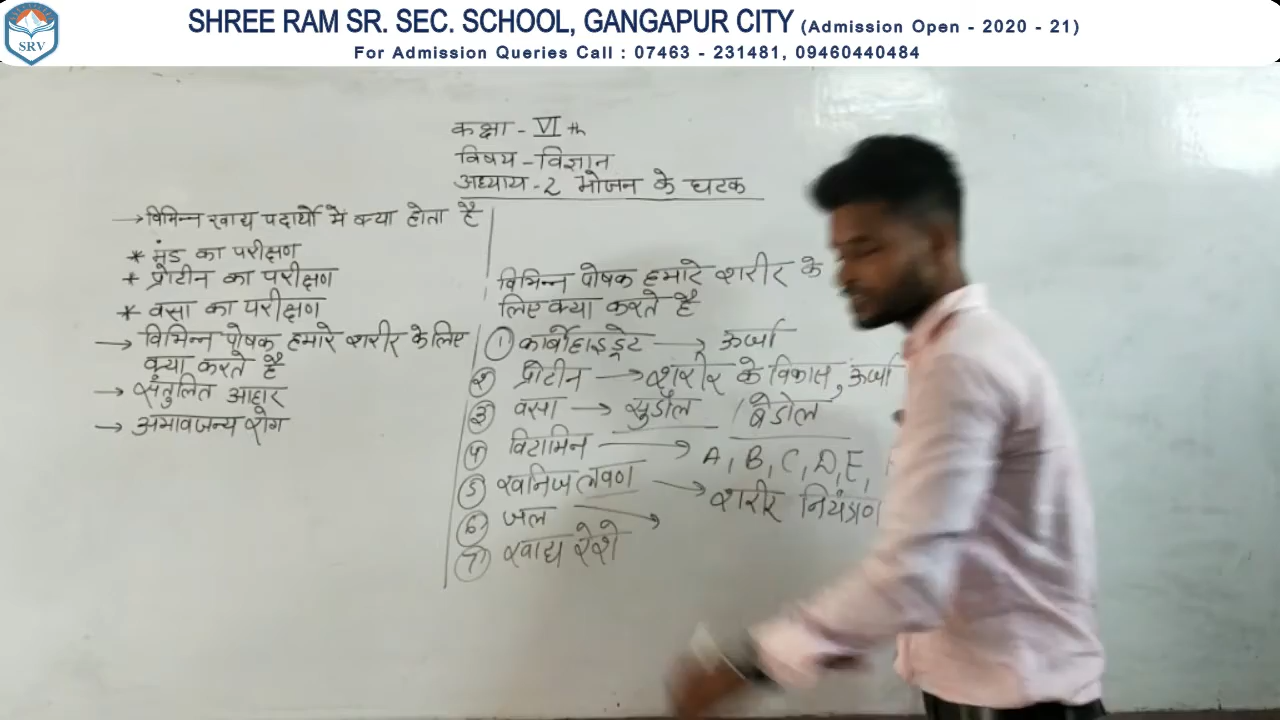 SHREE RAM SR. SEC. SCHOOL, GANGAPUR CITY (Admission Open - 2020 - 21)
For Admission Queries Call : 07463 - 231481, 09460440484
SRV
कक्षा - VI th
विषय - विज्ञान
अध्याय - 2 भोजन के घटक
→ विभिन्न खाद्य पदार्थो में क्या होता है
* मंड का परीक्षण
* प्रोटीन का परीक्षण
* वसा का परीक्षण
→ विभिन्न पोषक हमारे शरीर के लिए
क्या करते है
→ संतुलित आहार
→ अभावजन्य रोग
विभिन्न पोषक हमारे शरीर के
लिए क्या करते है
① कार्बोहाइड्रेट → ऊर्जा
② प्रोटीन → शरीर के विकास, ऊर्जा
③ वसा → सुडौल / बेडोल
④ विटामिन → A, B, C, D, E,
⑤ खनिज लवण → शरीर नियंत्रण
⑥ जल →
⑦ खाद्य रेशे